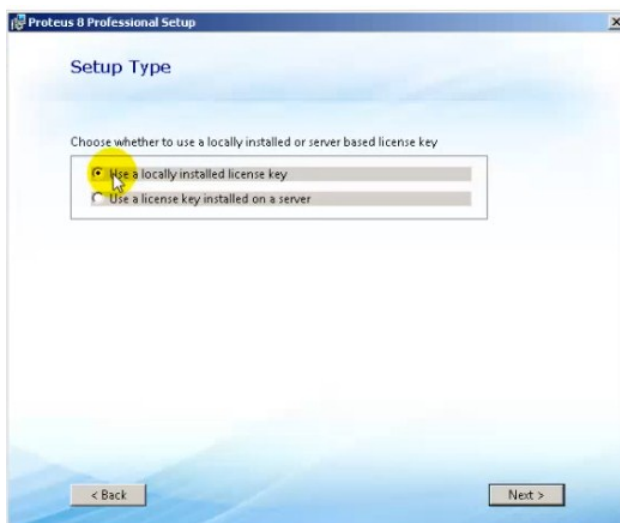 Proteus 8 Professional Setup
Setup Type
Choose whether to use a locally installed or server based license key
Use a locally installed license key
Use a license key installed on a server
< Back
Next >